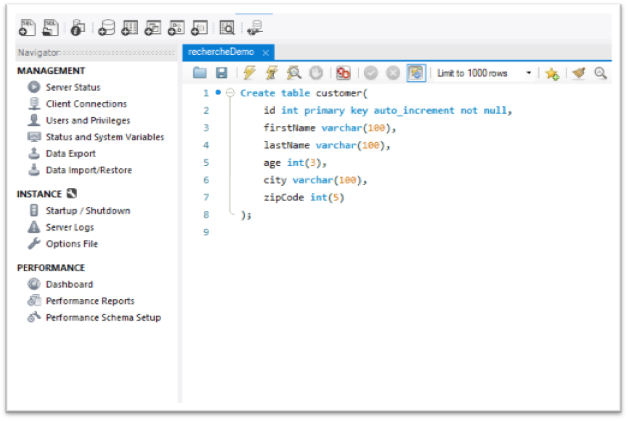 SQL
SQL
Navigator
rechercheDemo
MANAGEMENT
Server Status
Client Connections
Users and Privileges
Status and System Variables
Data Export
Data Import/Restore
INSTANCE
Startup / Shutdown
Server Logs
Options File
PERFORMANCE
Dashboard
Performance Reports
Performance Schema Setup
Limit to 1000 rows
1 Create table customer(
2 id int primary key auto_increment not null,
3 firstName varchar(100),
4 lastName varchar(100),
5 age int(3),
6 city varchar(100),
7 zipCode int(5)
8 );
9